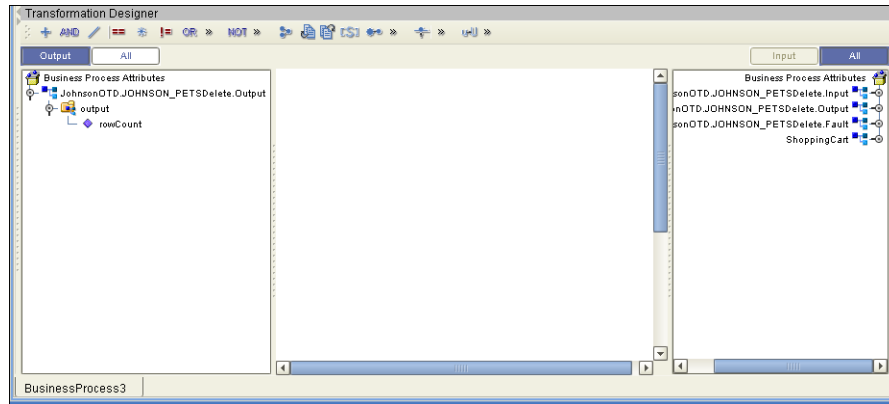 Transformation Designer
AND == != OR » NOT » » » »
Output All Input All
Business Process Attributes
JohnsonOTD.JOHNSON_PETSDelete.Output
output
rowCount
Business Process Attributes
sonOTD.JOHNSON_PETSDelete.Input
nOTD.JOHNSON_PETSDelete.Output
sonOTD.JOHNSON_PETSDelete.Fault
ShoppingCart
BusinessProcess3